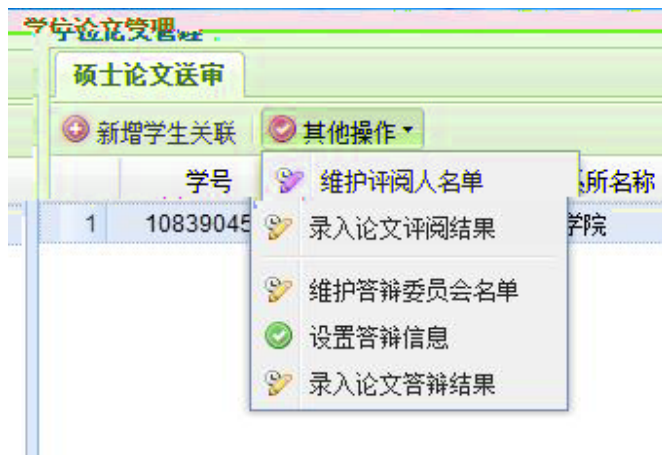 学位论文管理
硕士论文送审
新增学生关联 其他操作
学号 系所名称
1 10839045 学院
维护评阅人名单
录入论文评阅结果
维护答辩委员会名单
设置答辩信息
录入论文答辩结果